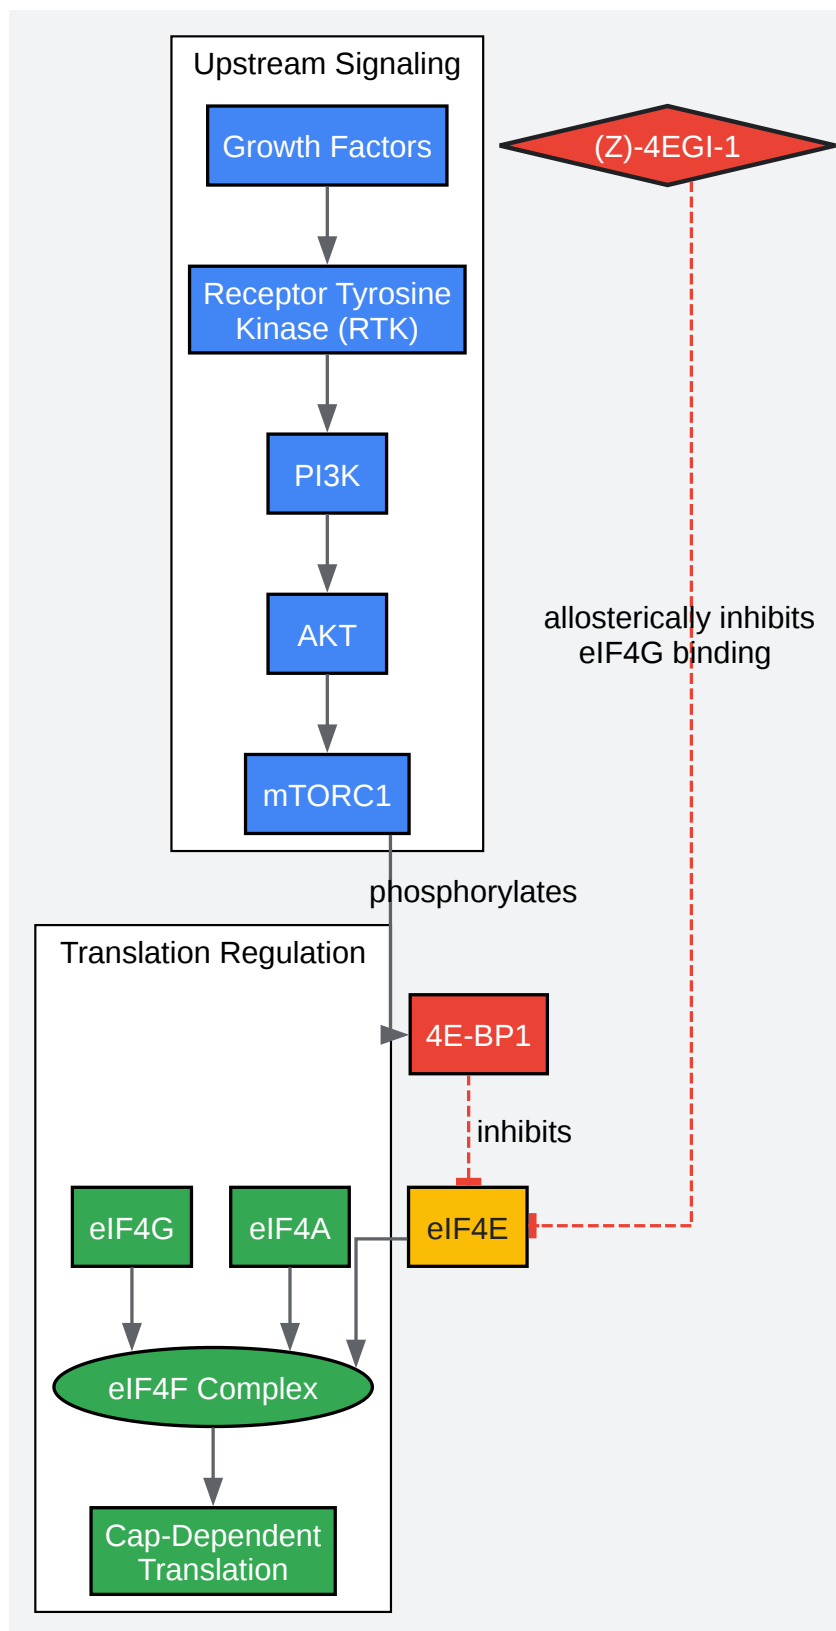 Upstream Signaling
Growth Factors
(Z)-4EGI-1
Receptor Tyrosine
Kinase (RTK)
PI3K
AKT
allosterically inhibits
eIF4G binding
mTORC1
phosphorylates
Translation Regulation
4E-BP1
inhibits
eIF4G
eIF4A
eIF4E
eIF4F Complex
Cap-Dependent
Translation